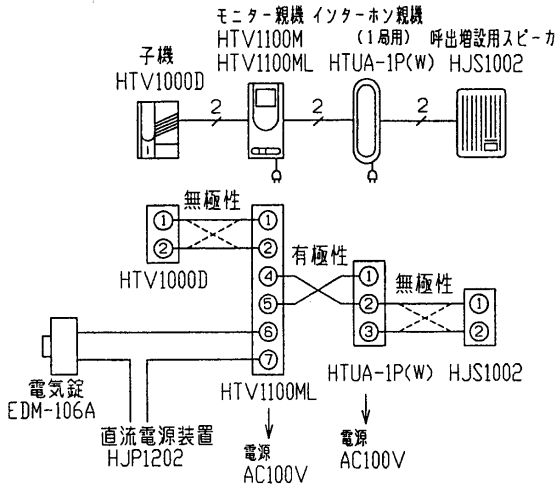 モニター親機 インターホン親機
子機 HTV1100M (1局用) 呼出増設用スピーカ
HTV1000D HTV1100ML HTUA-1P(W) HJS1002
2 2 2
無極性
① ①
② ②
HTV1000D
有極性
④ ①
無極性
⑤ ② ①
⑥ ③ ②
⑦
HTUA-1P(W) HJS1002
電気錠 HTV1100ML
EDM-106A
直流電源装置
HJP1202
電源
AC100V
電源
AC100V